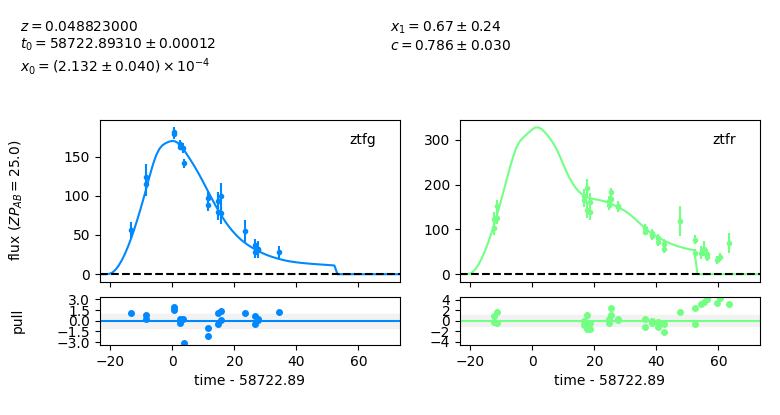 z = 0.048823000
t₀ = 58722.89310 ± 0.00012
x₀ = (2.132 ± 0.040) × 10⁻⁴
x₁ = 0.67 ± 0.24
c = 0.786 ± 0.030
flux (ZP_AB = 25.0)
ztfg
150
100
50
0
ztfr
300
200
100
0
pull
3.0
1.5
0.0
−1.5
−3.0
−20 0 20 40 60
time - 58722.89
4
2
0
−2
−4
−20 0 20 40 60
time - 58722.89